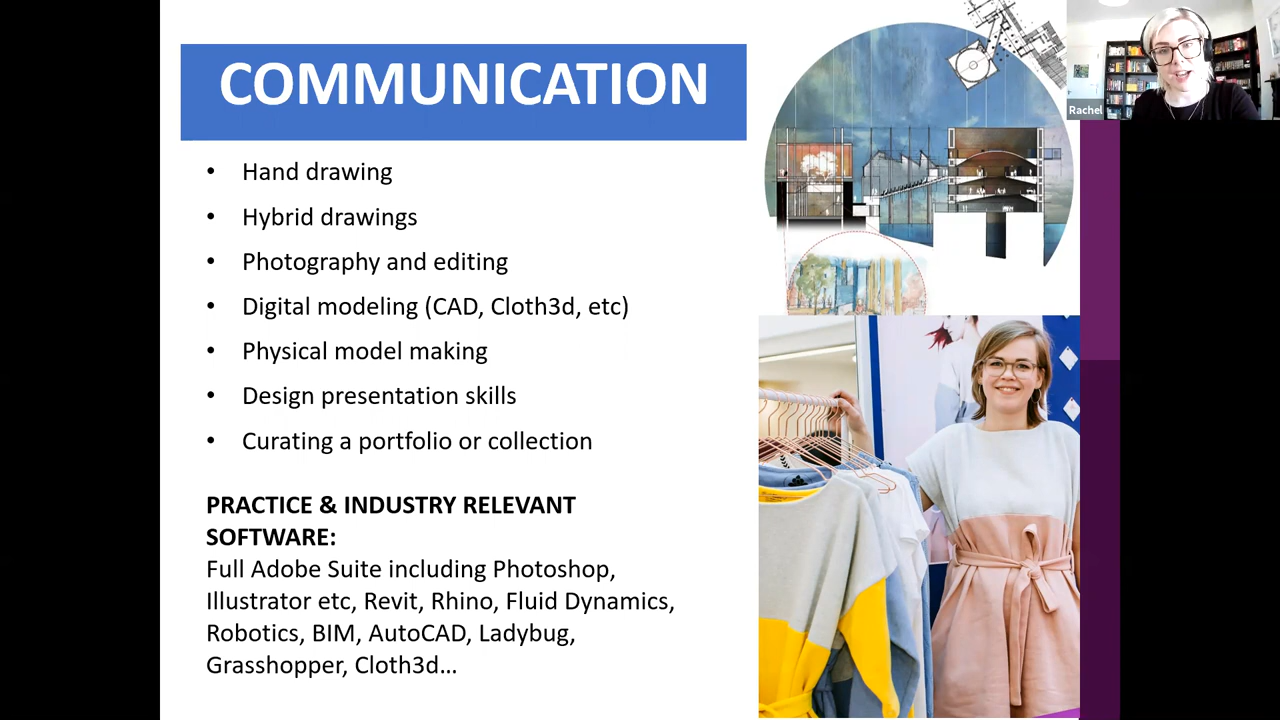 COMMUNICATION
• Hand drawing
• Hybrid drawings
• Photography and editing
• Digital modeling (CAD, Cloth3d, etc)
• Physical model making
• Design presentation skills
• Curating a portfolio or collection
PRACTICE & INDUSTRY RELEVANT
SOFTWARE:
Full Adobe Suite including Photoshop,
Illustrator etc, Revit, Rhino, Fluid Dynamics,
Robotics, BIM, AutoCAD, Ladybug,
Grasshopper, Cloth3d…
Rachel